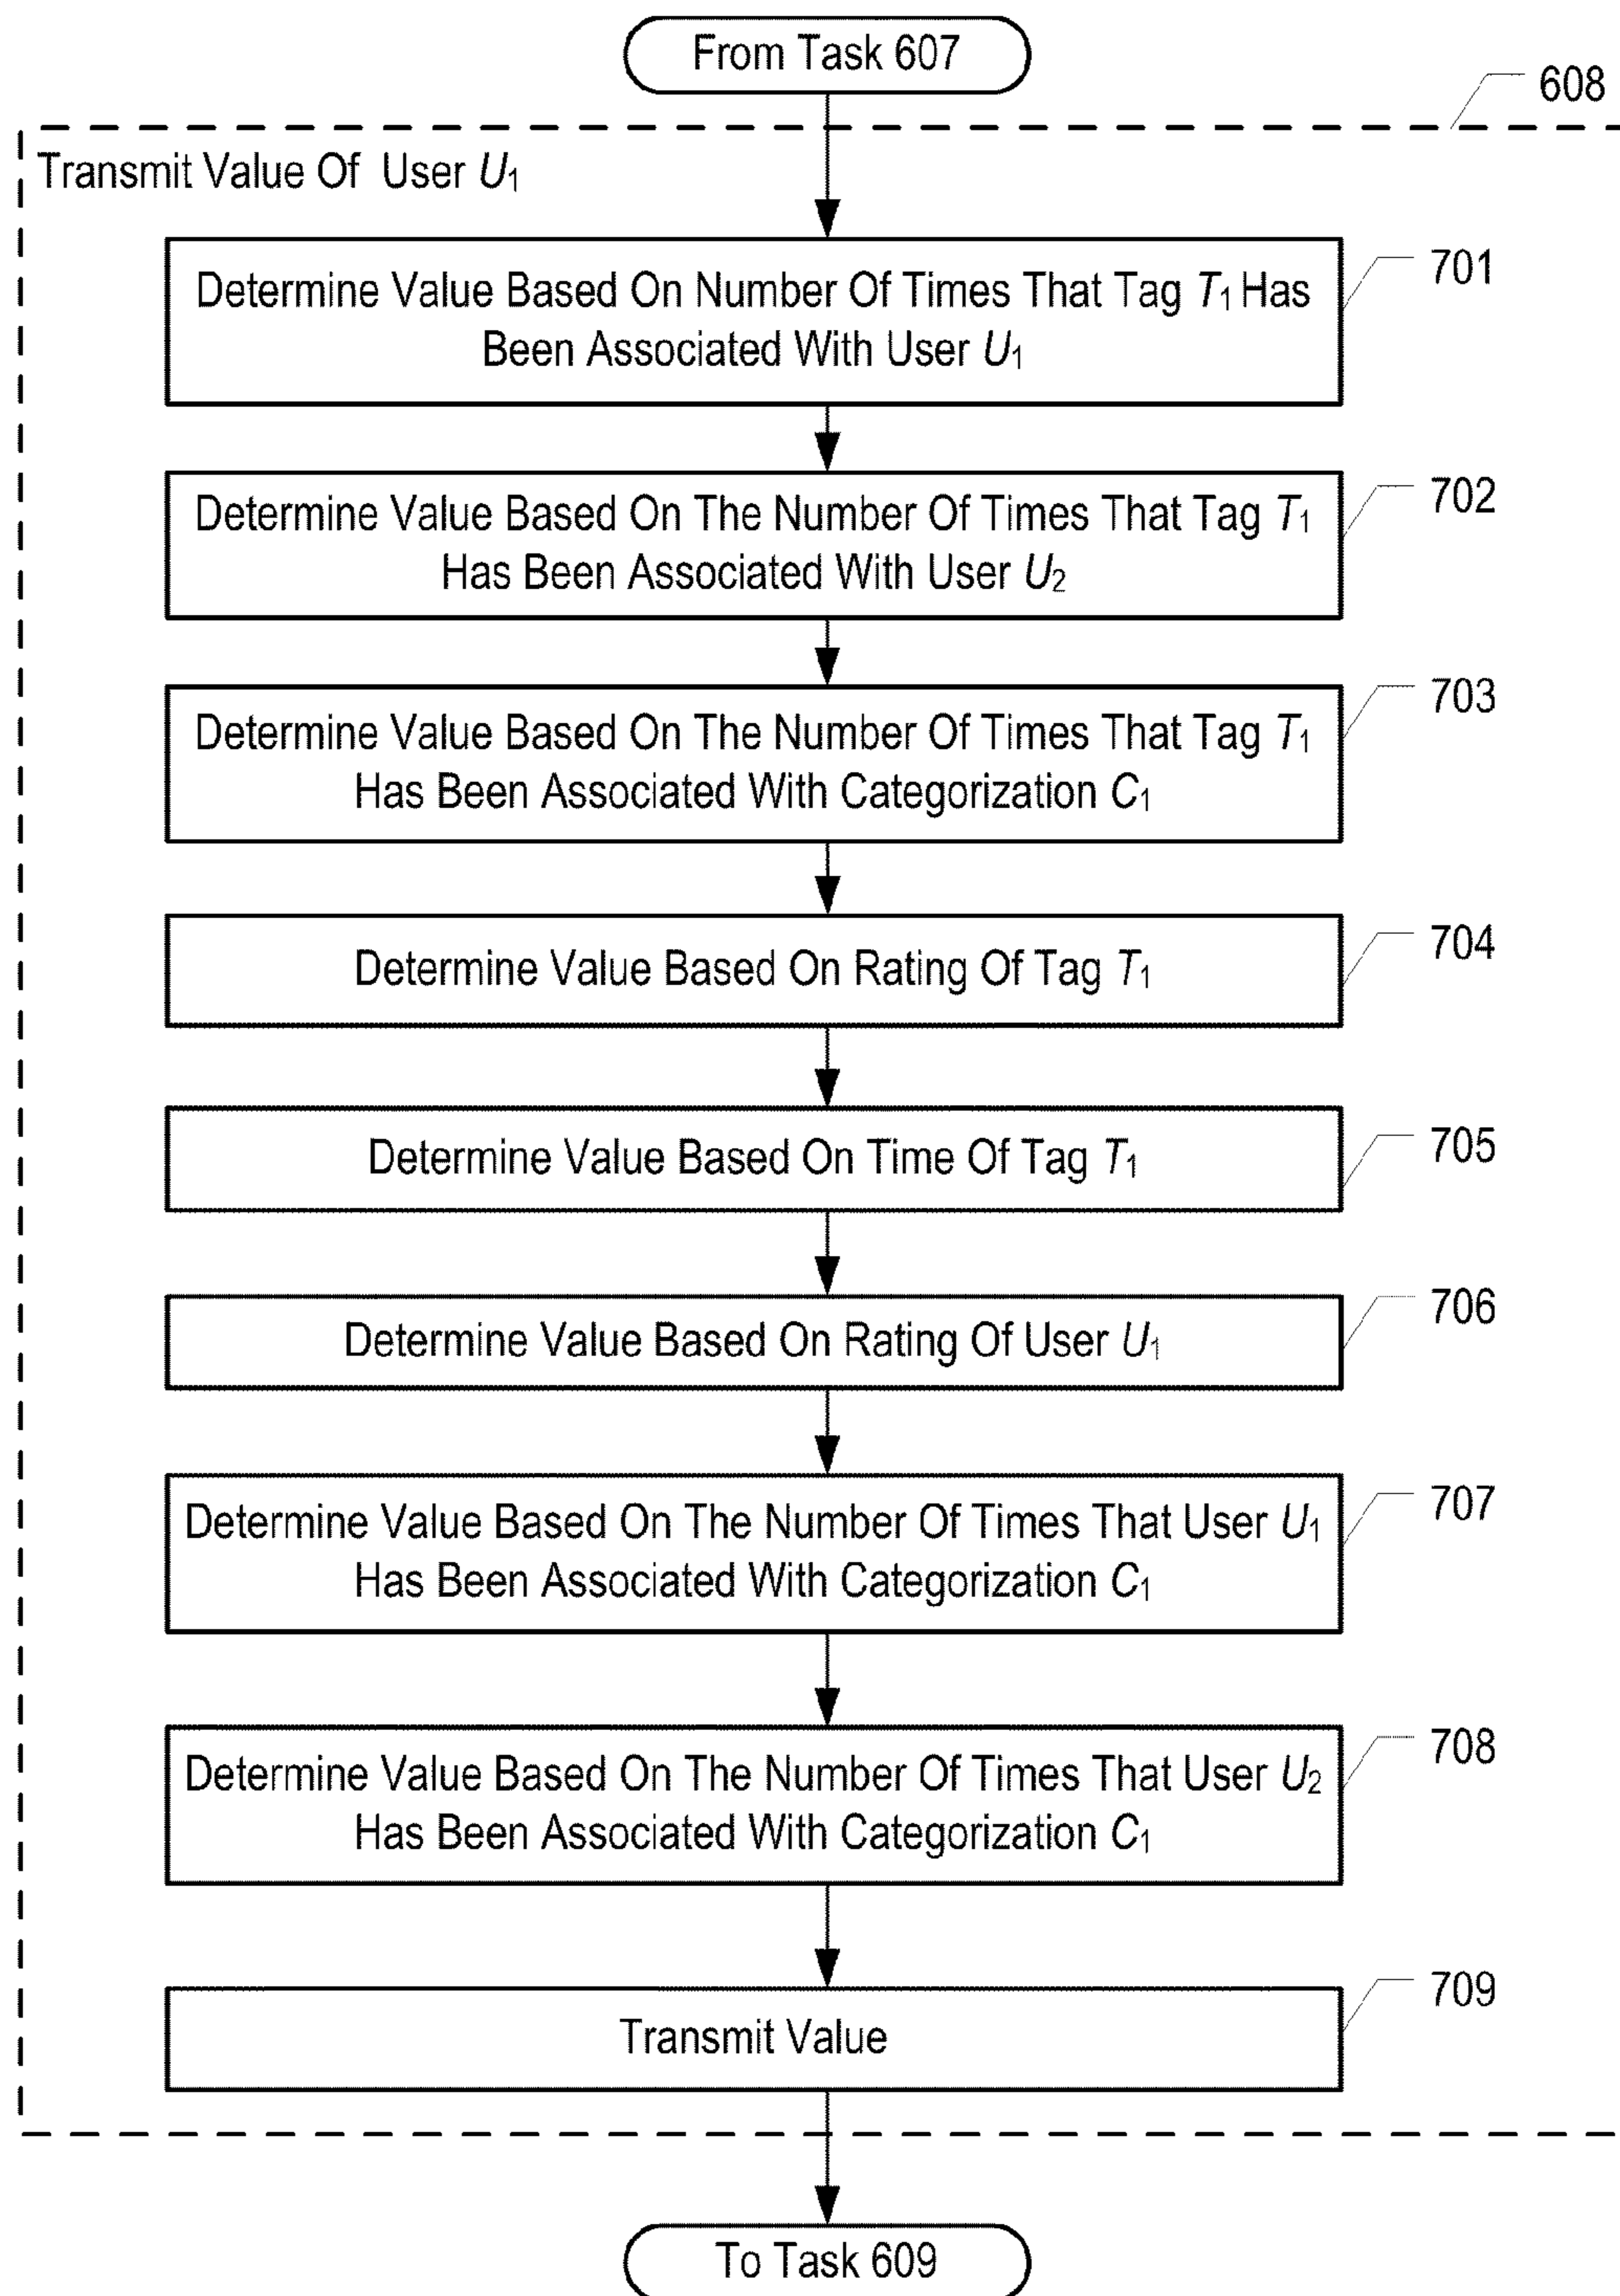 From Task 607
608
Transmit Value Of User U1
Determine Value Based On Number Of Times That Tag T1 Has
Been Associated With User U1
701
Determine Value Based On The Number Of Times That Tag T1
Has Been Associated With User U2
702
Determine Value Based On The Number Of Times That Tag T1
Has Been Associated With Categorization C1
703
Determine Value Based On Rating Of Tag T1
704
Determine Value Based On Time Of Tag T1
705
Determine Value Based On Rating Of User U1
706
Determine Value Based On The Number Of Times That User U1
Has Been Associated With Categorization C1
707
Determine Value Based On The Number Of Times That User U2
Has Been Associated With Categorization C1
708
Transmit Value
709
To Task 609